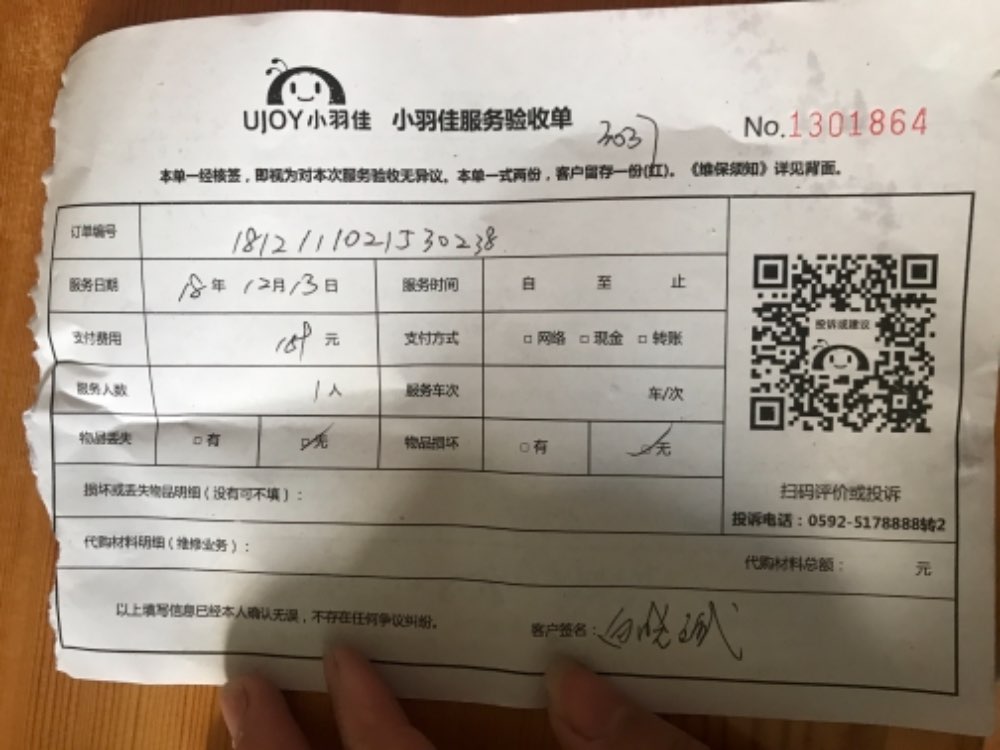 UJOY小羽佳 小羽佳服务验收单
3037 No.1301864
本单一经核签，即视为对本次服务验收无异议。本单一式两份，客户留存一份(红)。《维保须知》详见背面。
订单编号 1812111021530238
服务日期 18年12月13日 服务时间 自 至 止
投诉或建议
支付费用 元 支付方式 □网络 □现金 □转账
服务人数 1人 服务车次 车/次
物品丢失 □有 □无 物品损坏 □有 □无
损坏或丢失物品明细（没有可不填）：
扫码评价或投诉
投诉电话：0592-5178888转2
代购材料明细（维修业务）： 代购材料总额： 元
以上填写信息已经本人确认无误，不存在任何争议纠纷。 客户签名：